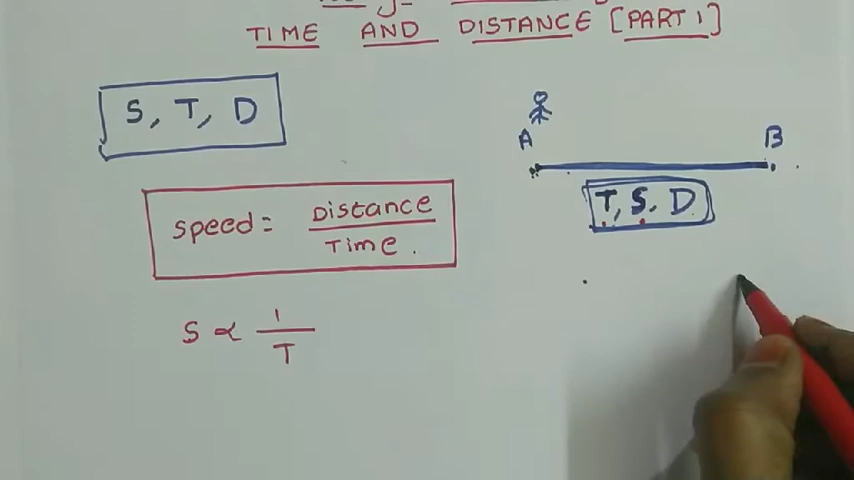 TIME AND DISTANCE [PART 1]
S, T, D
A
B
T, S, D
speed = Distance
Time
S ∝ 1
T